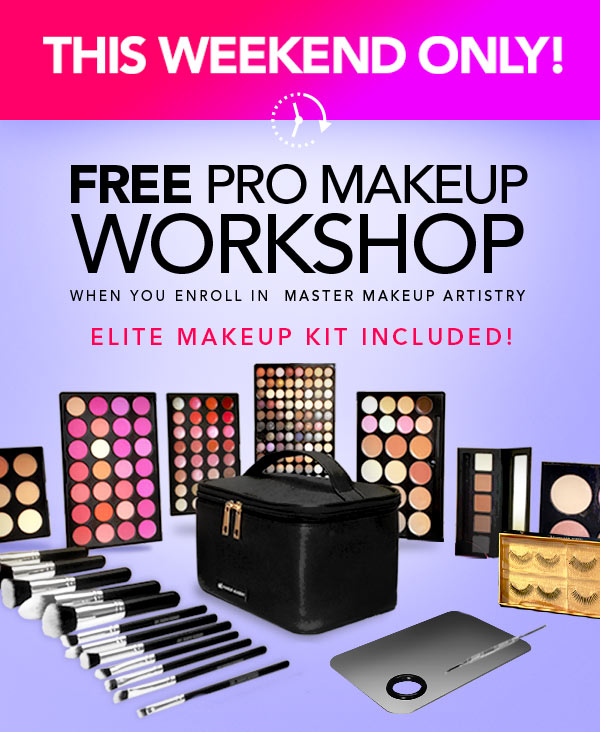 THIS WEEKEND ONLY!
FREE PRO MAKEUP
WORKSHOP
WHEN YOU ENROLL IN MASTER MAKEUP ARTISTRY
ELITE MAKEUP KIT INCLUDED!